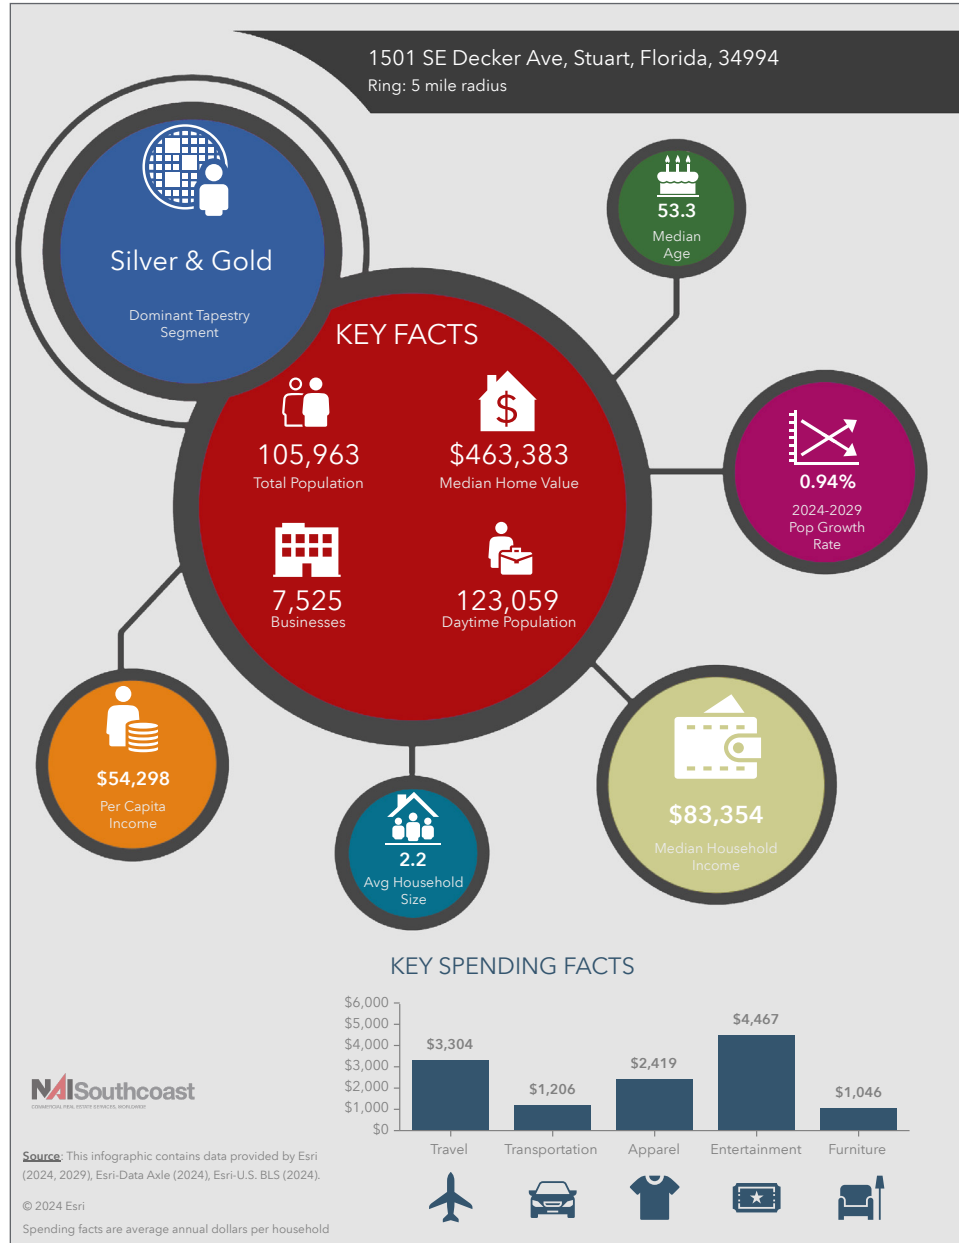 1501 SE Decker Ave, Stuart, Florida, 34994
Ring: 5 mile radius
Silver & Gold
Dominant Tapestry
Segment
53.3
Median
Age
KEY FACTS
$
105,963
Total Population
$463,383
Median Home Value
7,525
Businesses
123,059
Daytime Population
0.94%
2024-2029
Pop Growth
Rate
$54,298
Per Capita
Income
2.2
Avg Household
Size
$83,354
Median Household
Income
KEY SPENDING FACTS
$6,000
$5,000
$4,000
$3,000
$2,000
$1,000
$0
$3,304
$1,206
$2,419
$4,467
$1,046
Travel
Transportation
Apparel
Entertainment
Furniture
NAISouthcoast
COMMERCIAL REAL ESTATE SERVICES, WORLDWIDE
Source: This infographic contains data provided by Esri
(2024, 2029), Esri-Data Axle (2024), Esri-U.S. BLS (2024).
© 2024 Esri
Spending facts are average annual dollars per household